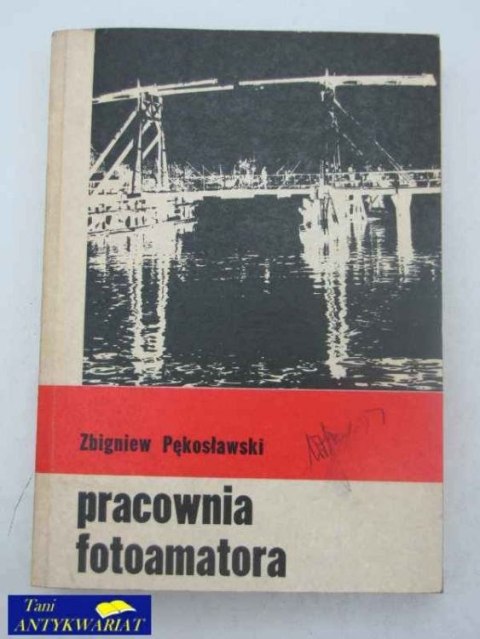 Zbigniew Pękosławski
pracownia
fotoamatora
Tani
ANTYKWARIAT